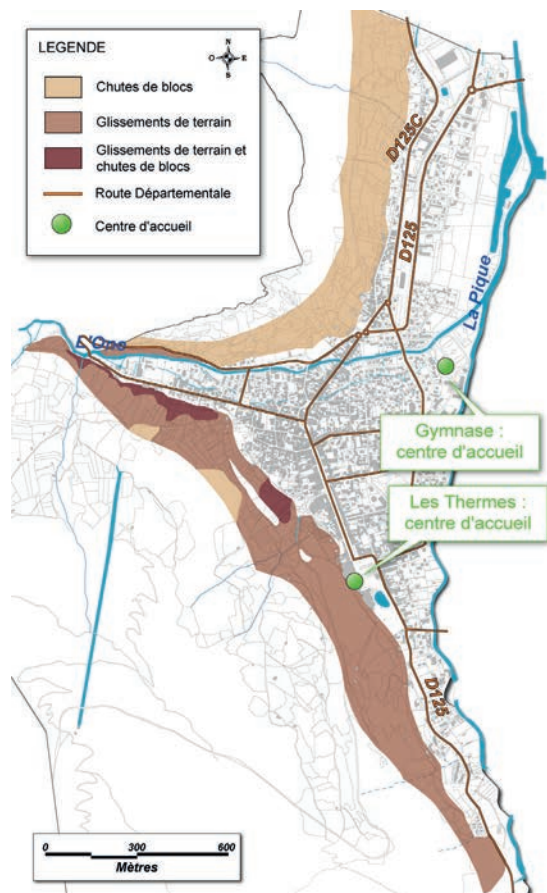 LEGENDE
N
O E
S
Chutes de blocs
Glissements de terrain
Glissements de terrain et
chutes de blocs
Route Départementale
Centre d'accueil
D125C
D125
La Pique
L'One
Gymnase :
centre d'accueil
Les Thermes :
centre d'accueil
D125
0 300 600
Mètres